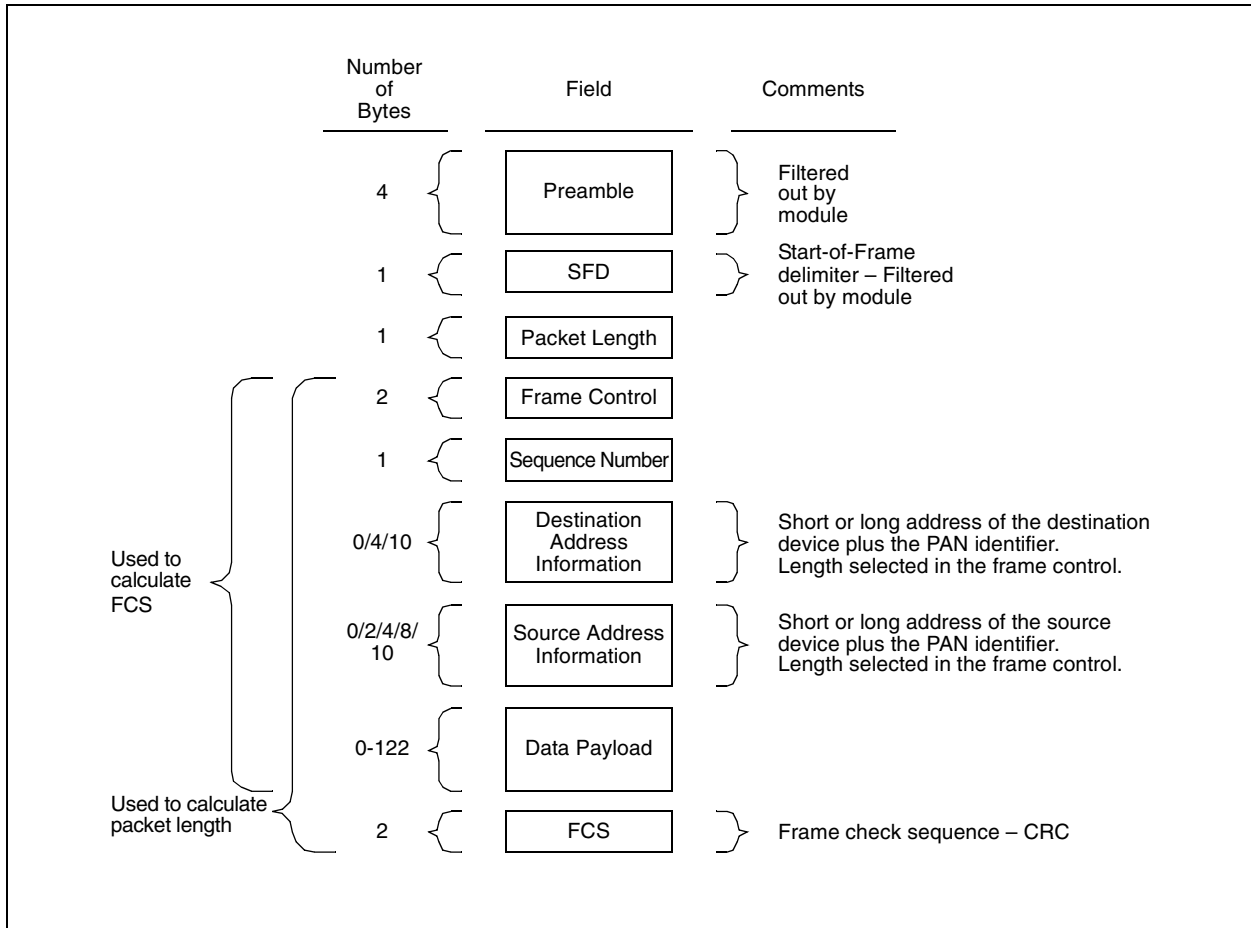 Number
of
Bytes
Field
Comments
4
Preamble
Filtered
out by
module
1
SFD
Start-of-Frame
delimiter – Filtered
out by module
1
Packet Length
2
Frame Control
1
Sequence Number
0/4/10
Destination
Address
Information
Short or long address of the destination
device plus the PAN identifier.
Length selected in the frame control.
Used to
calculate
FCS
0/2/4/8/
10
Source Address
Information
Short or long address of the source
device plus the PAN identifier.
Length selected in the frame control.
0-122
Data Payload
Used to calculate
packet length
2
FCS
Frame check sequence – CRC